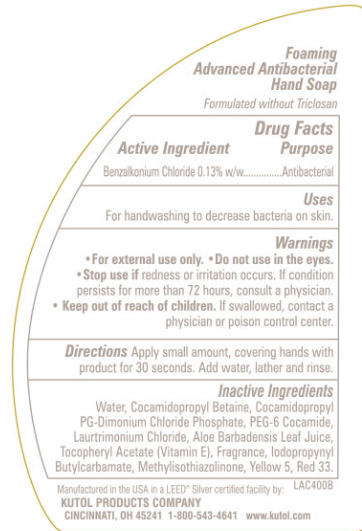 Foaming
Advanced Antibacterial
Hand Soap
Formulated without Triclosan
Drug Facts
Active Ingredient Purpose
Benzalkonium Chloride 0.13% w/w...............Antibacterial
Uses
For handwashing to decrease bacteria on skin.
Warnings
• For external use only. • Do not use in the eyes.
• Stop use if redness or irritation occurs. If condition
persists for more than 72 hours, consult a physician.
• Keep out of reach of children. If swallowed, contact a
physician or poison control center.
Directions Apply small amount, covering hands with
product for 30 seconds. Add water, lather and rinse.
Inactive Ingredients
Water, Cocamidopropyl Betaine, Cocamidopropyl
PG-Dimonium Chloride Phosphate, PEG-6 Cocamide,
Laurtrimonium Chloride, Aloe Barbadensis Leaf Juice,
Tocopheryl Acetate (Vitamin E), Fragrance, Iodopropynyl
Butylcarbamate, Methylisothiazolinone, Yellow 5, Red 33.
Manufactured in the USA in a LEED® Silver certified facility by: LAC400B
KUTOL PRODUCTS COMPANY
CINCINNATI, OH 45241 1-800-543-4641 www.kutol.com